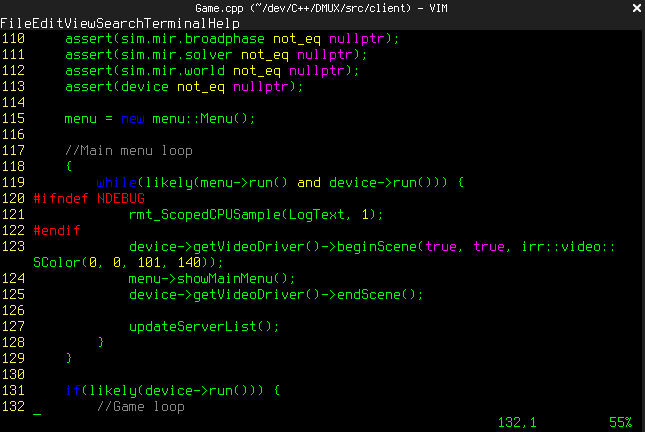 Game.cpp (~/dev/C++/DMUX/src/client) – VIM
FileEditViewSearchTerminalHelp
110     assert(sim.mir.broadphase not_eq nullptr);
111     assert(sim.mir.solver not_eq nullptr);
112     assert(sim.mir.world not_eq nullptr);
113     assert(device not_eq nullptr);
114
115     menu = new menu::Menu();
116
117     //Main menu loop
118     {
119         while(likely(menu->run() and device->run())) {
120 #ifndef NDEBUG
121             rmt_ScopedCPUSample(LogText, 1);
122 #endif
123             device->getVideoDriver()->beginScene(true, true, irr::video::
SColor(0, 0, 101, 140));
124             menu->showMainMenu();
125             device->getVideoDriver()->endScene();
126
127             updateServerList();
128         }
129     }
130
131     if(likely(device->run())) {
132         //Game loop
132,1 55%